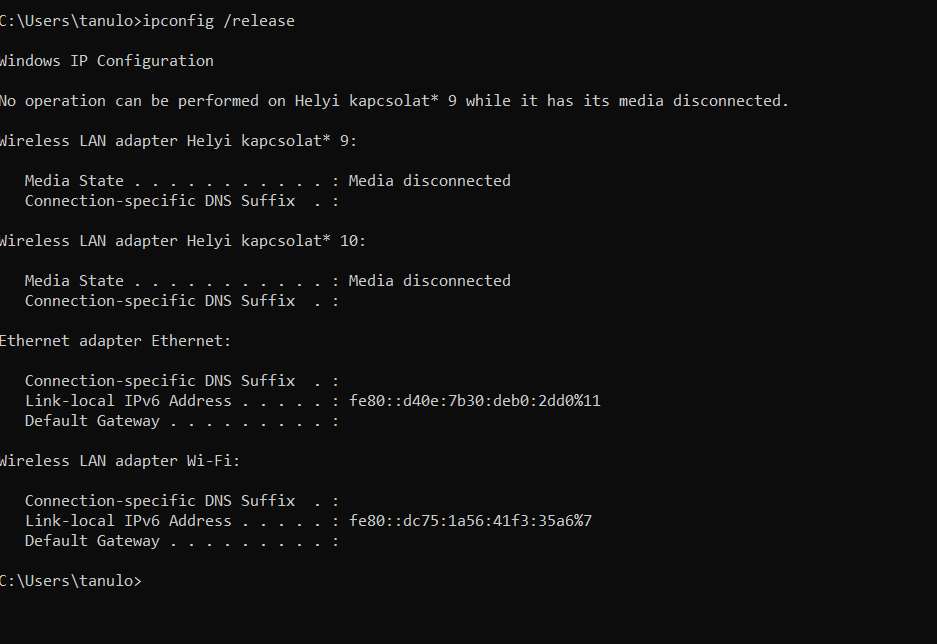 C:\Users\tanulo>ipconfig /release
Windows IP Configuration
No operation can be performed on Helyi kapcsolat* 9 while it has its media disconnected.
Wireless LAN adapter Helyi kapcsolat* 9:
Media State . . . . . . . . . . . : Media disconnected
Connection-specific DNS Suffix  . :
Wireless LAN adapter Helyi kapcsolat* 10:
Media State . . . . . . . . . . . : Media disconnected
Connection-specific DNS Suffix  . :
Ethernet adapter Ethernet:
Connection-specific DNS Suffix  . :
Link-local IPv6 Address . . . . . : fe80::d40e:7b30:deb0:2dd0%11
Default Gateway . . . . . . . . . :
Wireless LAN adapter Wi-Fi:
Connection-specific DNS Suffix  . :
Link-local IPv6 Address . . . . . : fe80::dc75:1a56:41f3:35a6%7
Default Gateway . . . . . . . . . :
C:\Users\tanulo>